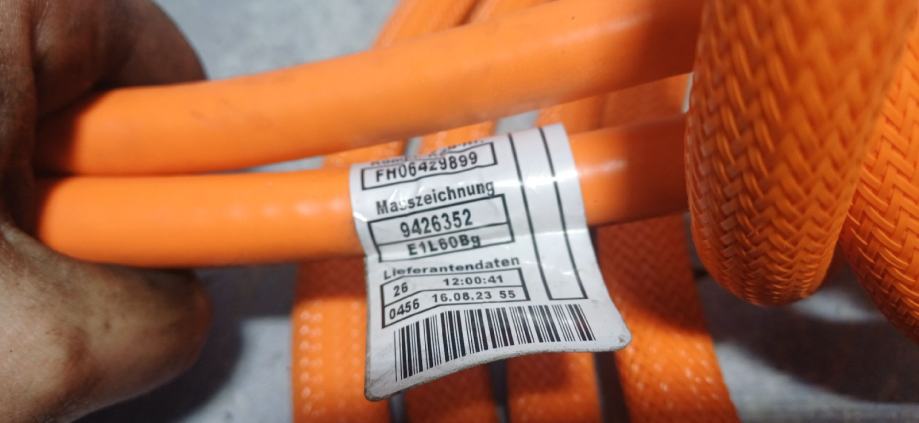 FH06429899
Masszeichnung
9426352
E1L60Bg
Lieferantendaten
26 12:00:41
0456 16.08.23 55